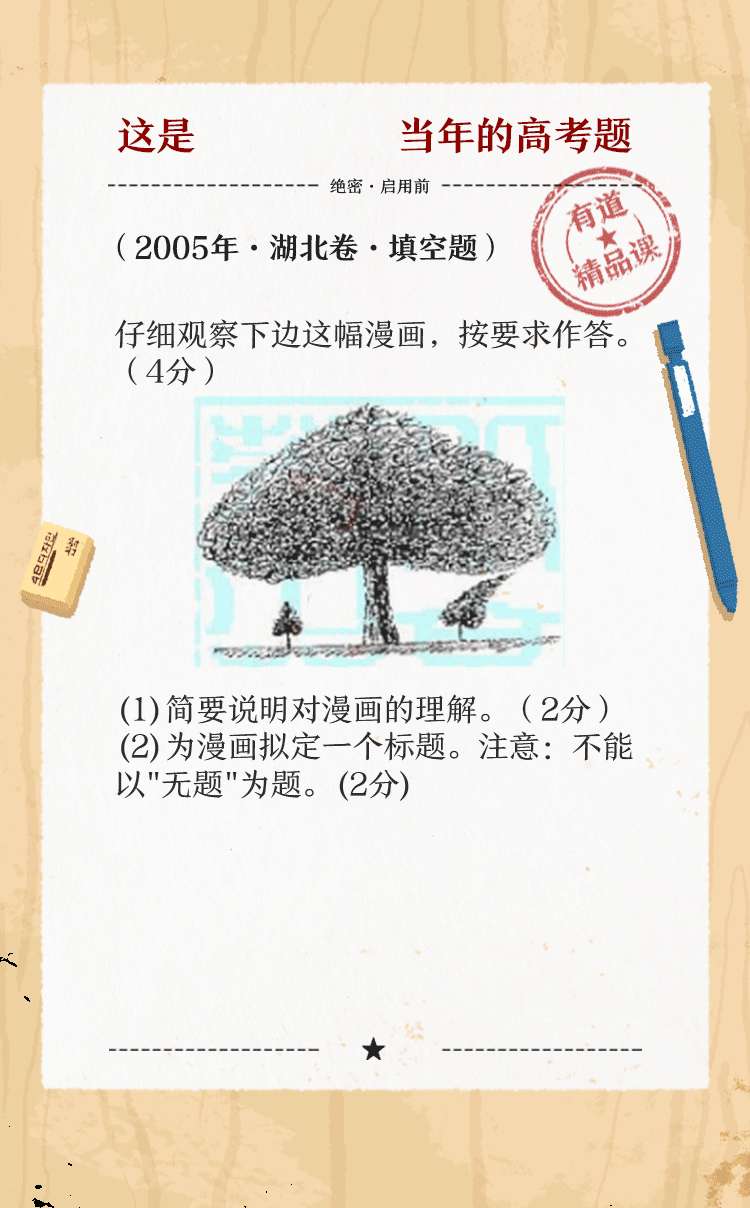 这是 当年的高考题
绝密·启用前
有道
精品课
（2005年·湖北卷·填空题）
仔细观察下边这幅漫画，按要求作答。
（4分）
(1)简要说明对漫画的理解。（2分）
(2)为漫画拟定一个标题。注意：不能
以"无题"为题。(2分)